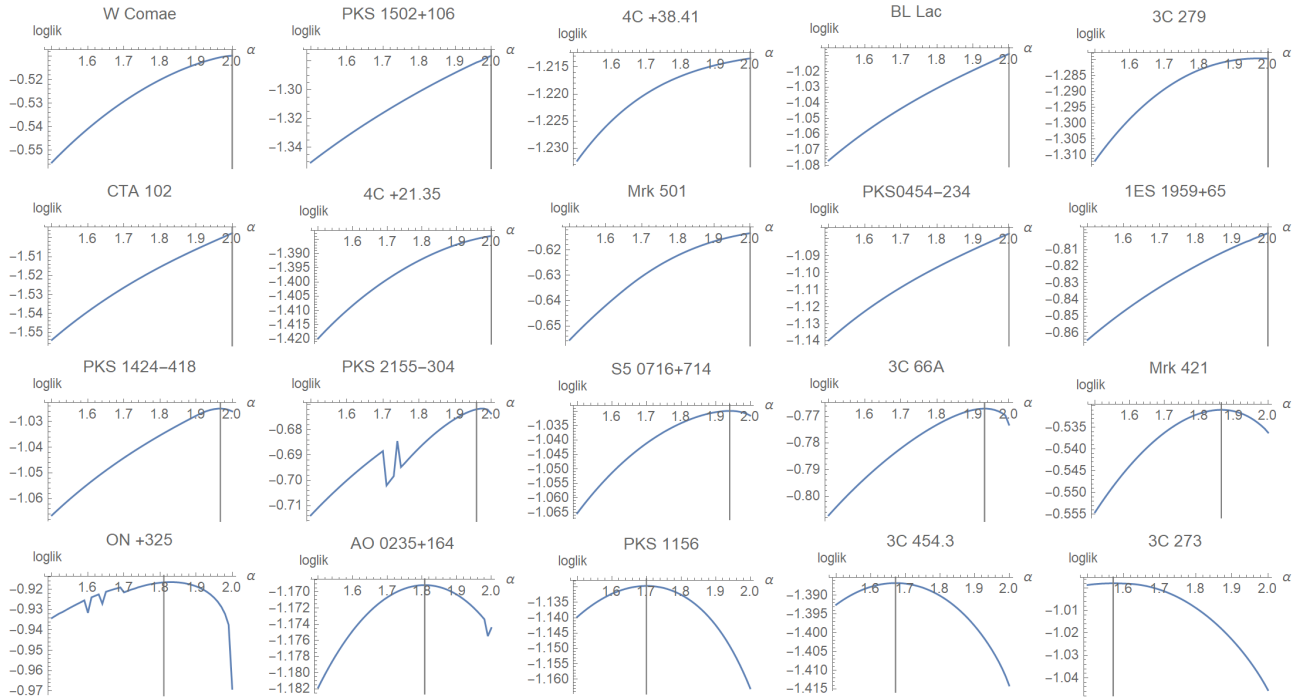 W Comae
loglik
α
1.6 1.7 1.8 1.9 2.0
−0.52
−0.53
−0.54
−0.55
PKS 1502+106
loglik
α
1.6 1.7 1.8 1.9 2.0
−1.30
−1.32
−1.34
4C +38.41
loglik
α
1.6 1.7 1.8 1.9 2.0
−1.215
−1.220
−1.225
−1.230
BL Lac
loglik
α
1.6 1.7 1.8 1.9 2.0
−1.02
−1.03
−1.04
−1.05
−1.06
−1.07
−1.08
3C 279
loglik
α
1.6 1.7 1.8 1.9 2.0
−1.285
−1.290
−1.295
−1.300
−1.305
−1.310
CTA 102
loglik
α
1.6 1.7 1.8 1.9 2.0
−1.51
−1.52
−1.53
−1.54
−1.55
4C +21.35
loglik
α
1.6 1.7 1.8 1.9 2.0
−1.390
−1.395
−1.400
−1.405
−1.410
−1.415
−1.420
Mrk 501
loglik
α
1.6 1.7 1.8 1.9 2.0
−0.62
−0.63
−0.64
−0.65
PKS0454−234
loglik
α
1.6 1.7 1.8 1.9 2.0
−1.09
−1.10
−1.11
−1.12
−1.13
−1.14
1ES 1959+65
loglik
α
1.6 1.7 1.8 1.9 2.0
−0.81
−0.82
−0.83
−0.84
−0.85
−0.86
PKS 1424−418
loglik
α
1.6 1.7 1.8 1.9 2.0
−1.03
−1.04
−1.05
−1.06
PKS 2155−304
loglik
α
1.6 1.7 1.8 1.9 2.0
−0.68
−0.69
−0.70
−0.71
S5 0716+714
loglik
α
1.6 1.7 1.8 1.9 2.0
−1.035
−1.040
−1.045
−1.050
−1.055
−1.060
−1.065
3C 66A
loglik
α
1.6 1.7 1.8 1.9 2.0
−0.77
−0.78
−0.79
−0.80
Mrk 421
loglik
α
1.6 1.7 1.8 1.9 2.0
−0.535
−0.540
−0.545
−0.550
−0.555
ON +325
loglik
α
1.6 1.7 1.8 1.9 2.0
−0.92
−0.93
−0.94
−0.95
−0.96
−0.97
AO 0235+164
loglik
α
1.6 1.7 1.8 1.9 2.0
−1.170
−1.172
−1.174
−1.176
−1.178
−1.180
−1.182
PKS 1156
loglik
α
1.6 1.7 1.8 1.9 2.0
−1.135
−1.140
−1.145
−1.150
−1.155
−1.160
3C 454.3
loglik
α
1.6 1.7 1.8 1.9 2.0
−1.390
−1.395
−1.400
−1.405
−1.410
−1.415
3C 273
loglik
α
1.6 1.7 1.8 1.9 2.0
−1.01
−1.02
−1.03
−1.04